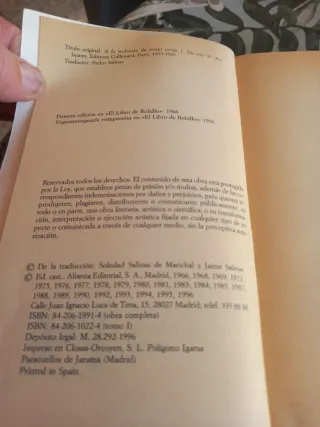 Título original: A la recherche du temps perdu 1. Du côté de chez
Swann. Editions Gallimard. Paris, 1919-1927
Traductor: Pedro Salinas
Primera edición en «El Libro de Bolsillo»: 1966
reimpresión en «El Libro de Bolsillo»: 1996
Reservados todos los derechos. El contenido de esta obra está protegido
por la Ley, que establece penas de prisión y/o multas, además de las co-
rrespondientes indemnizaciones por daños y perjuicios, para quienes re-
produjeren, plagiaren, distribuyeren o comunicaren públicamente, en
todo o en parte, una obra literaria, artística o científica, o su transforma-
ción, interpretación o ejecución artística fijada en cualquier tipo de so-
porte o comunicada a través de cualquier medio, sin la preceptiva auto-
rización.
© De la traducción: Soledad Salinas de Marichal y Jaime Salinas
© Ed. cast.: Alianza Editorial, S. A., Madrid, 1966, 1968, 1969, 1972,
1975, 1976, 1977, 1978, 1979, 1981, 1983, 1984, 1985,
1988, 1989, 1990, 1992, 1993, 1994, 1995, 1996
Calle Juan Ignacio Luca de Tena, 15; 28027 Madrid; teléf. 393 88 88
ISBN: 84-206-1991-4 (obra completa)
ISBN: 84-206-1022-4 (tomo I)
Depósito legal: M. 28.292-1996
Impreso en Closas-Orcoyen, S. L. Polígono Igarsa
Paracuellos de Jarama (Madrid)
Printed in Spain